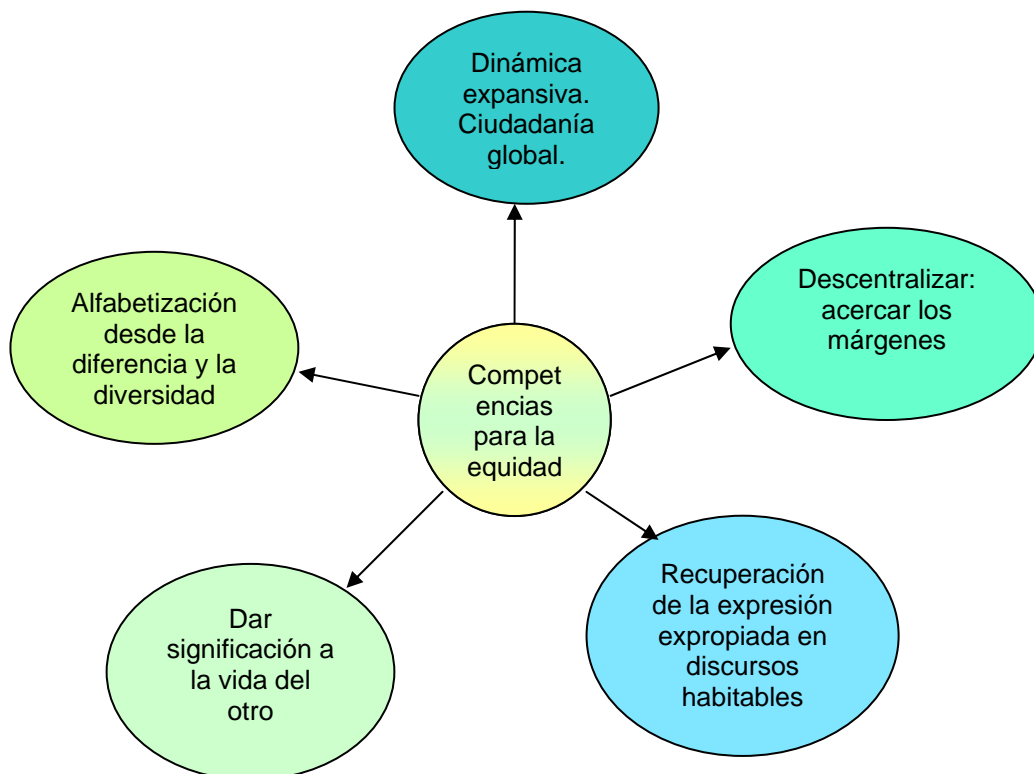 Dinámica
expansiva.
Ciudadanía
global.
Descentralizar:
acercar los
márgenes
Alfabetización
desde la
diferencia y la
diversidad
Compet
encias
para la
equidad
Recuperación
de la expresión
expropiada en
discursos
habitables
Dar
significación a
la vida del
otro